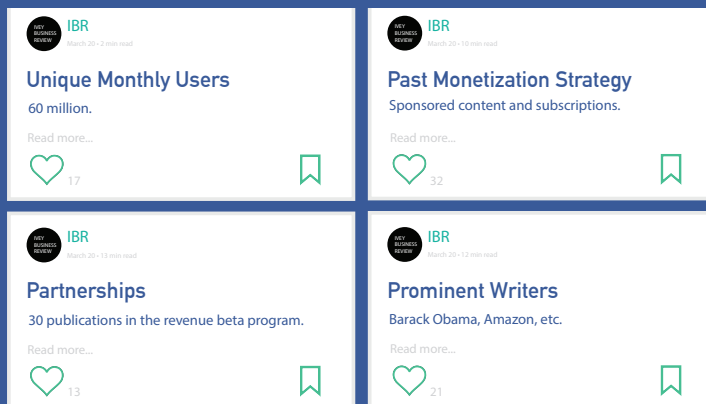 IVEY
BUSINESS
REVIEW
IBR
March 20 • 2 min read
Unique Monthly Users
60 million.
Read more...
17
IVEY
BUSINESS
REVIEW
IBR
March 20 • 10 min read
Past Monetization Strategy
Sponsored content and subscriptions.
Read more...
32
IVEY
BUSINESS
REVIEW
IBR
March 20 • 13 min read
Partnerships
30 publications in the revenue beta program.
Read more...
13
IVEY
BUSINESS
REVIEW
IBR
March 20 • 12 min read
Prominent Writers
Barack Obama, Amazon, etc.
Read more...
21